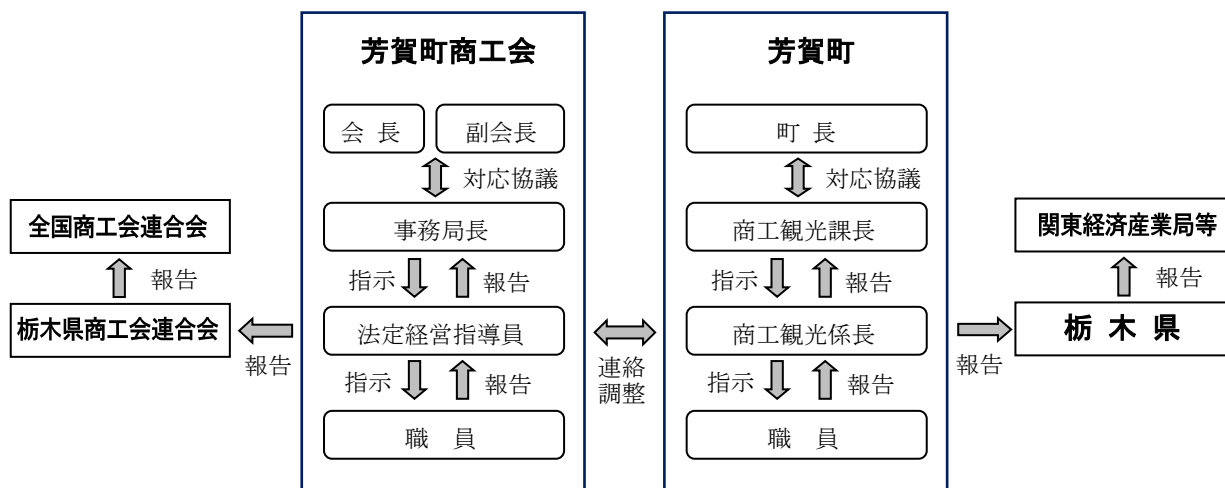 芳賀町商工会
会 長
副会長
対応協議
事務局長
指示
報告
法定経営指導員
指示
報告
職 員
芳賀町
町 長
対応協議
商工観光課長
指示
報告
商工観光係長
指示
報告
職 員
全国商工会連合会
報告
栃木県商工会連合会
報告
連絡
調整
関東経済産業局等
報告
栃 木 県
報告